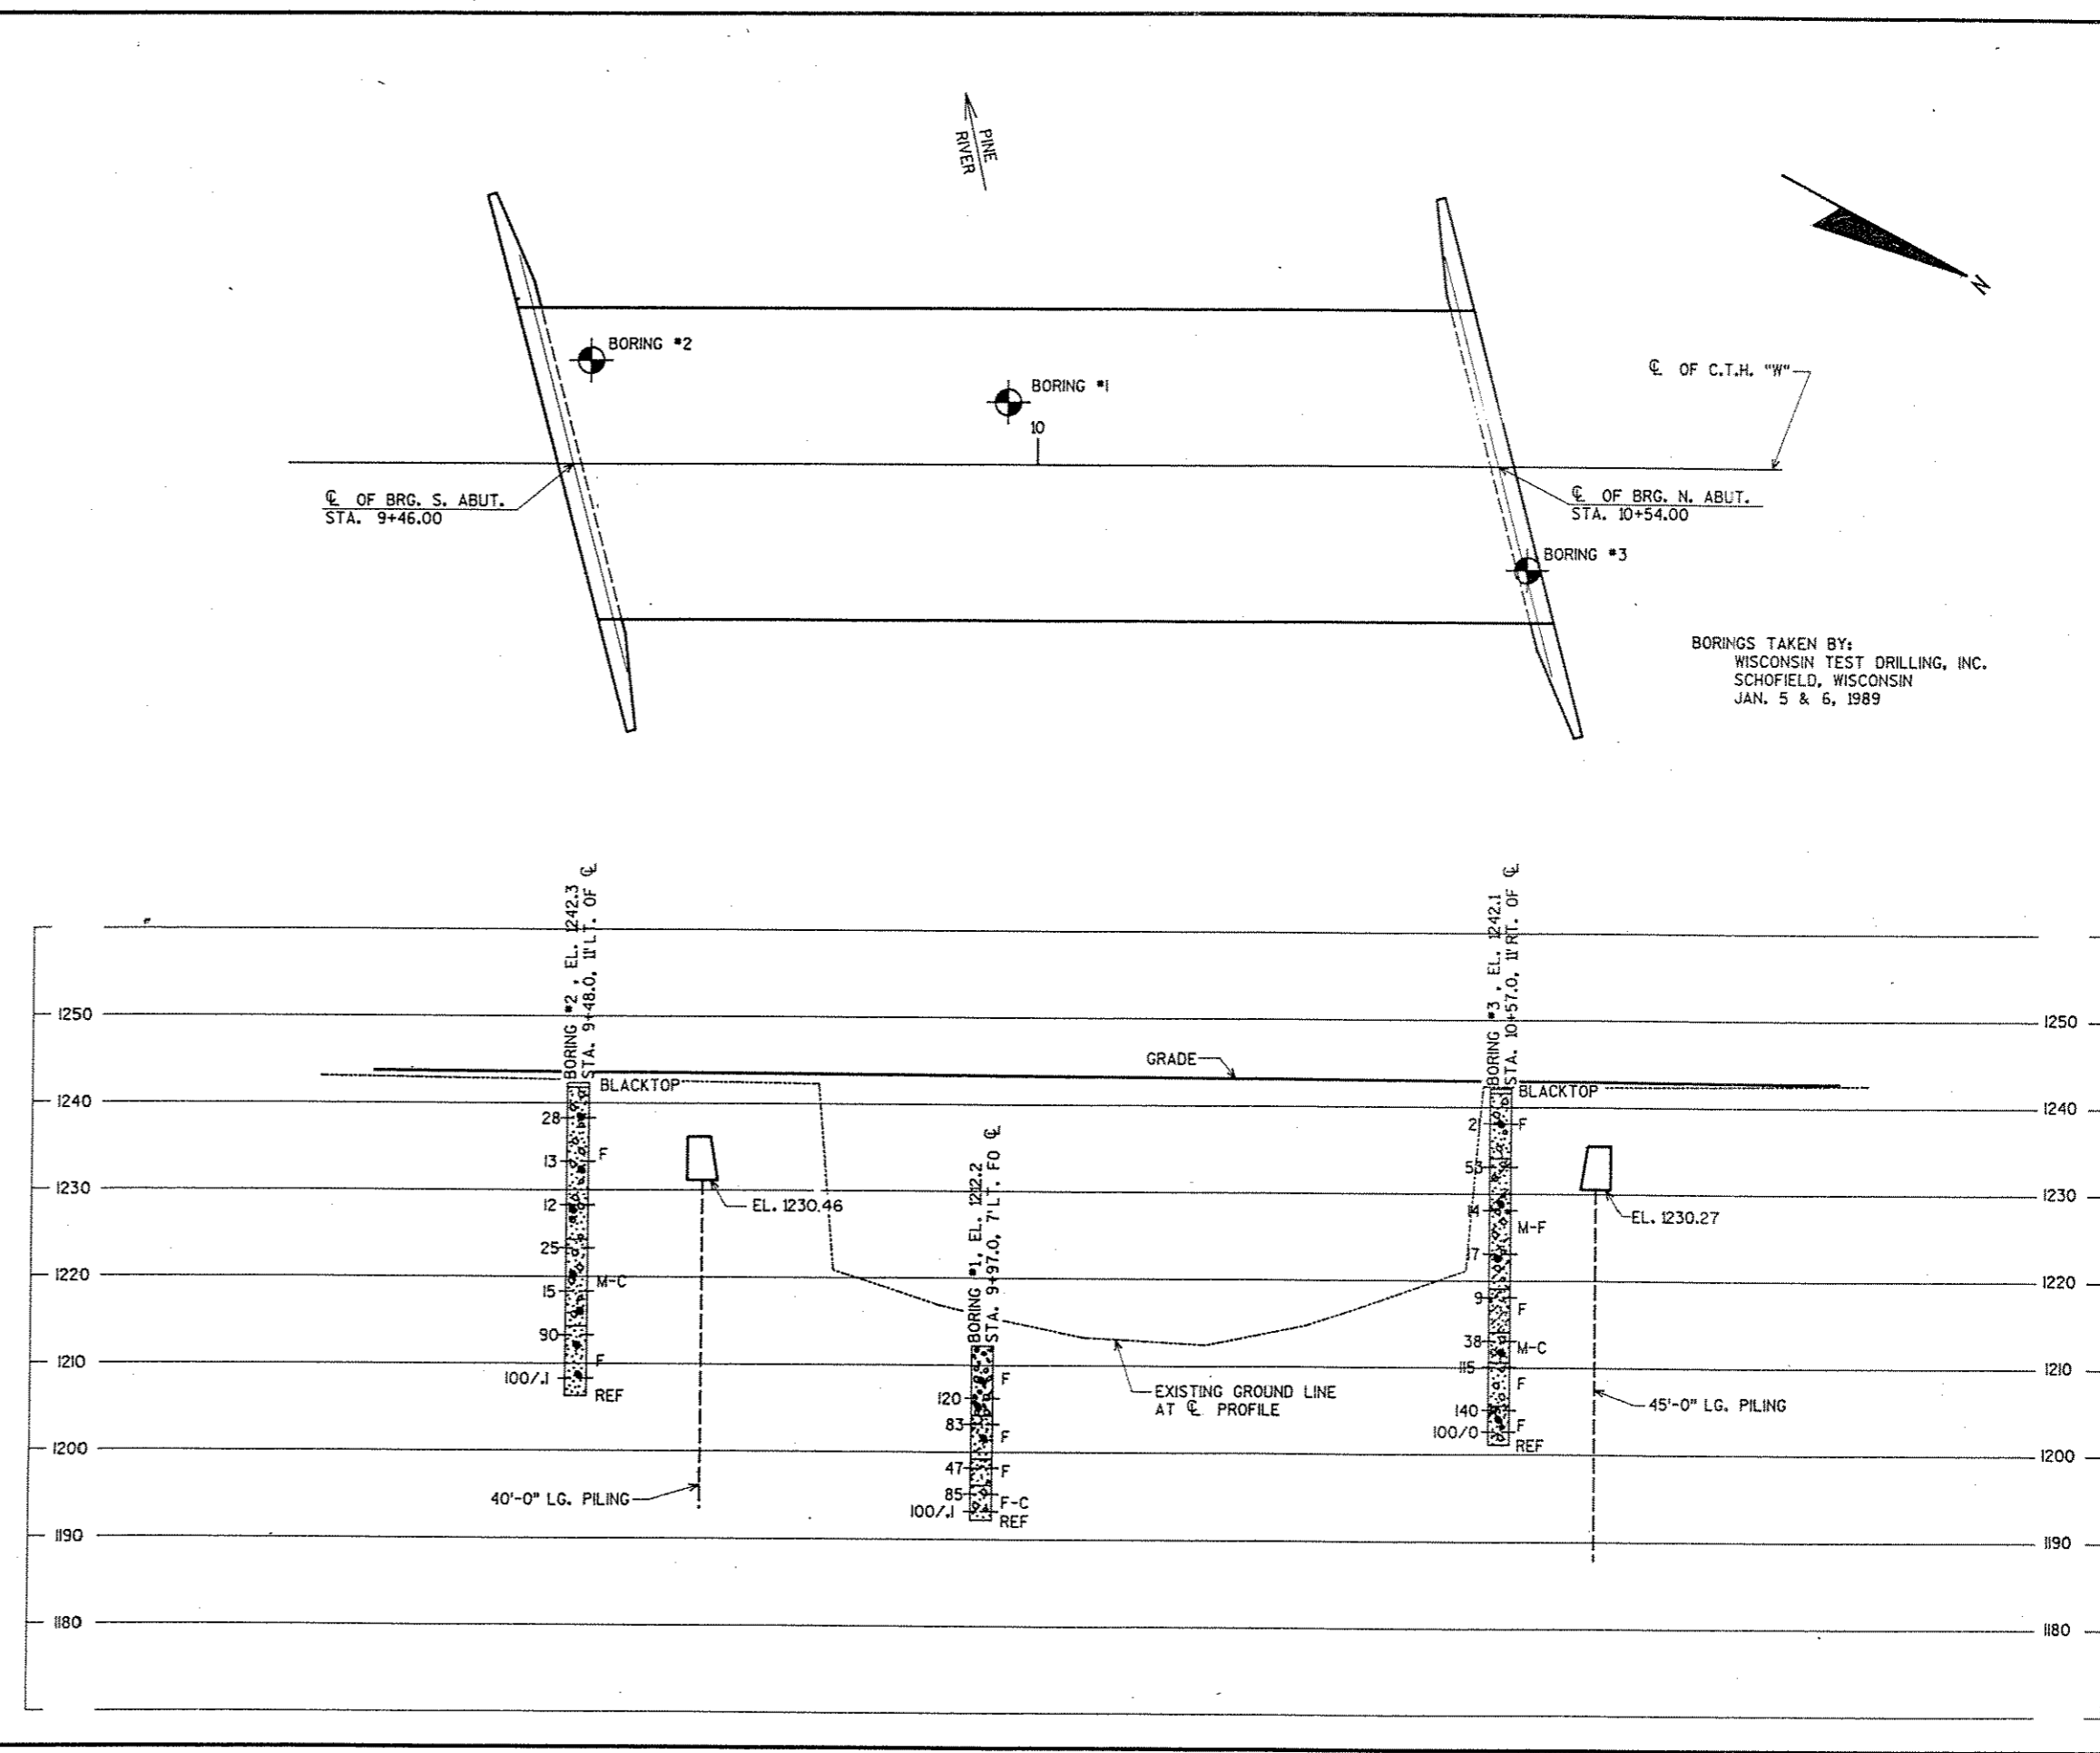 PINE
RIVER
N
BORING #2
BORING #1
10
℄ OF C.T.H. "W"
℄ OF BRG. S. ABUT.
STA. 9+46.00
℄ OF BRG. N. ABUT.
STA. 10+54.00
BORING #3
BORINGS TAKEN BY:
WISCONSIN TEST DRILLING, INC.
SCHOFIELD, WISCONSIN
JAN. 5 & 6, 1989
BORING #2 , EL. 1242.3
STA. 9+48.0, 11' LT. OF ℄
BORING #3 , EL. 1242.1
STA. 10+57.0, 11' RT. OF ℄
BORING #1, EL. 1212.2
STA. 9+97.0, 7' LT. FO ℄
1250
1250
GRADE
BLACKTOP
BLACKTOP
1240
1240
28
13
F
12
25
M-C
15
90
F
100/.1
REF
2
F
53
14
M-F
17
9
F
38
M-C
115
F
140
F
100/0
REF
1230
1230
EL. 1230.46
EL. 1230.27
1220
1220
1210
1210
F
120
83
F
47
F
85
F-C
100/.1
REF
EXISTING GROUND LINE
AT ℄ PROFILE
45'-0" LG. PILING
1200
1200
40'-0" LG. PILING
1190
1190
1180
1180